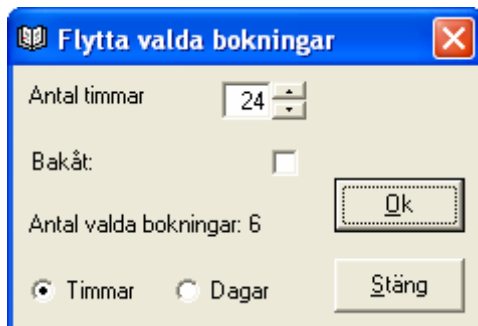 Flytta valda bokningar
Antal timmar 24
Bakåt:
Ok
Antal valda bokningar: 6
Timmar Dagar Stäng